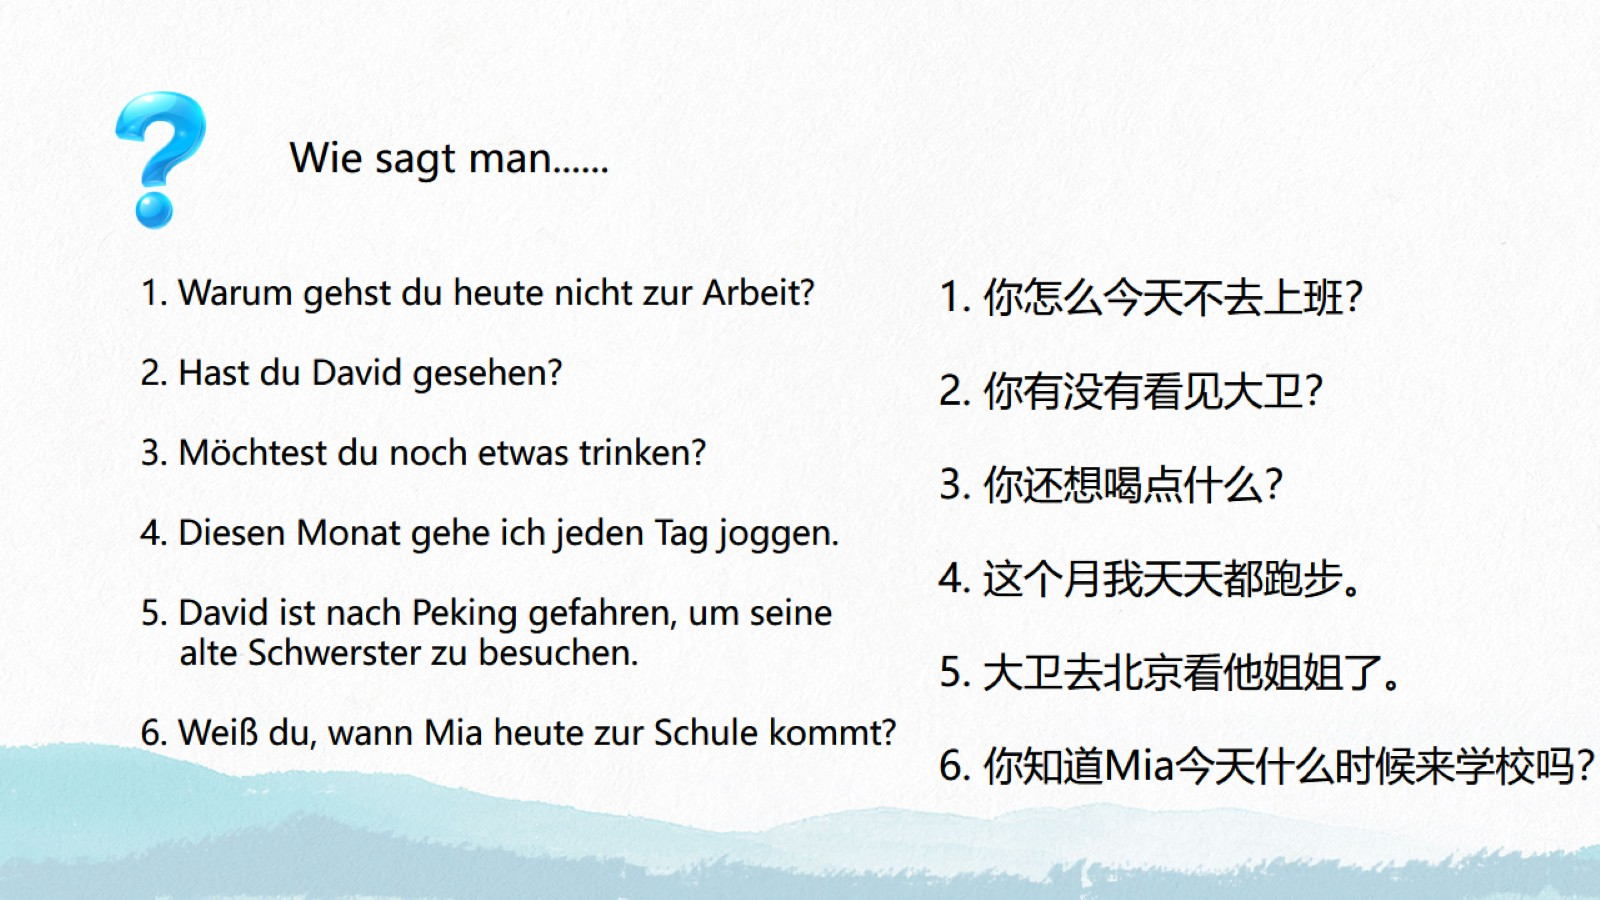 Wie sagt man......
1. Warum gehst du heute nicht zur Arbeit?
2. Hast du David gesehen?
3. Möchtest du noch etwas trinken?
4. Diesen Monat gehe ich jeden Tag joggen.
5. David ist nach Peking gefahren, um seine
alte Schwerster zu besuchen.
6. Weiß du, wann Mia heute zur Schule kommt?
1. 你怎么今天不去上班?
2. 你有没有看见大卫?
3. 你还想喝点什么?
4. 这个月我天天都跑步。
5. 大卫去北京看他姐姐了。
6. 你知道Mia今天什么时候来学校吗?